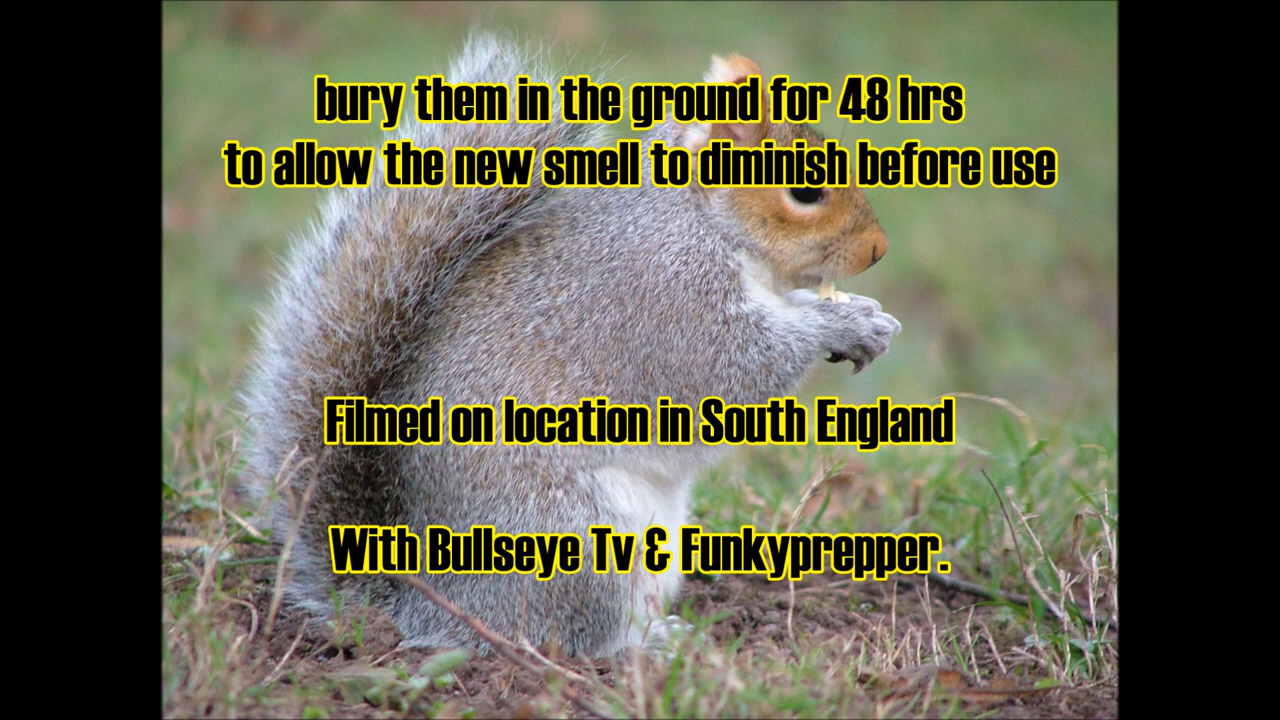 bury them in the ground for 48 hrs
to allow the new smell to diminish before use
Filmed on location in South England
With Bullseye Tv & Funkyprepper.